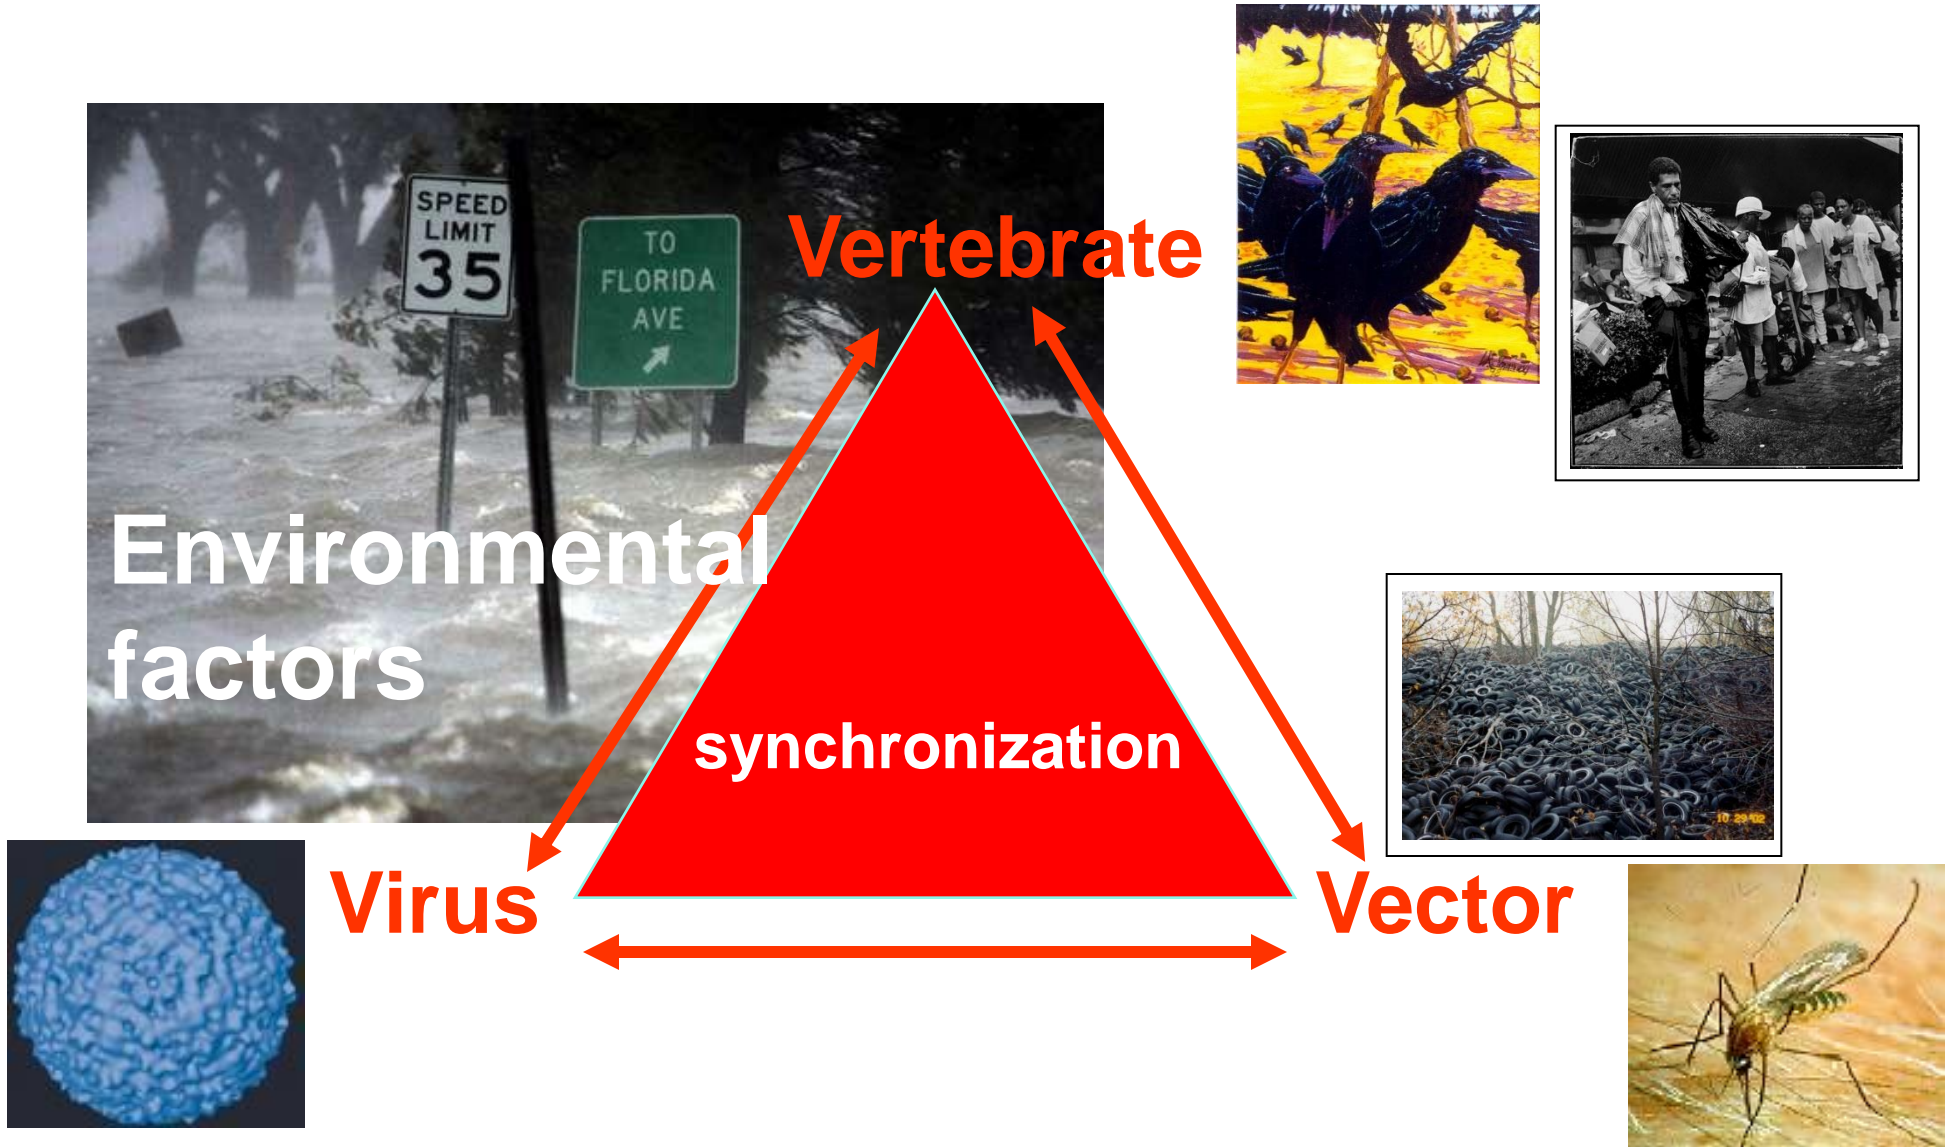 SPEED
LIMIT
35
TO
FLORIDA
AVE
Vertebrate
Environmental
factors
synchronization
Virus
Vector
10 29 '02